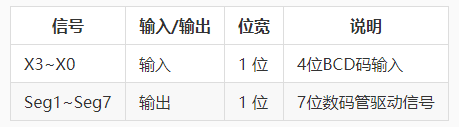 信号 输入/输出 位宽 说明
X3~X0 输入 1 位 4位BCD码输入
Seg1~Seg7 输出 1 位 7位数码管驱动信号